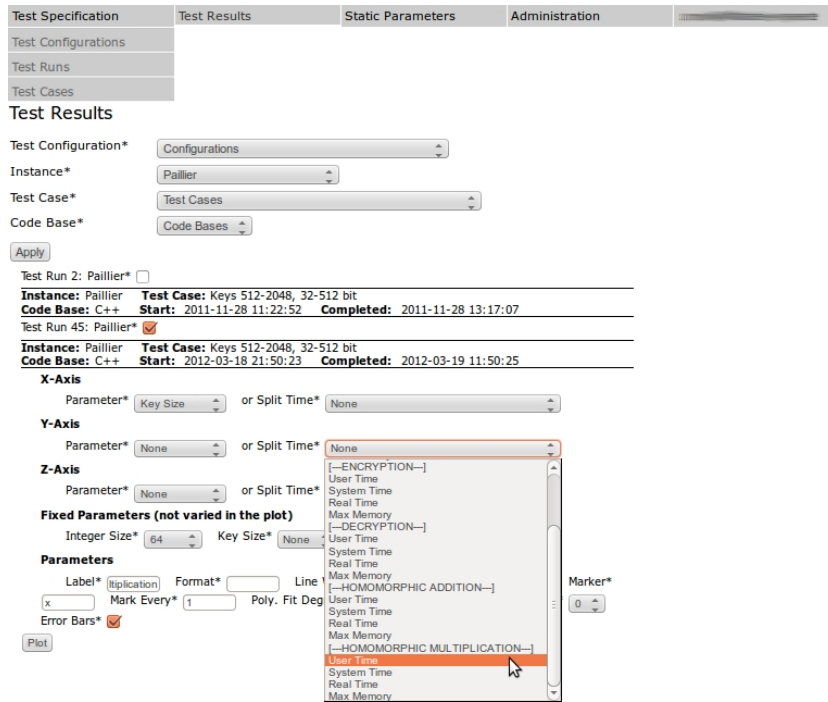 Test Specification Test Results Static Parameters Administration
Test Configurations
Test Runs
Test Cases
Test Results
Test Configuration* Configurations
Instance* Paillier
Test Case* Test Cases
Code Base* Code Bases
Apply
Test Run 2: Paillier*
Instance: Paillier Test Case: Keys 512-2048, 32-512 bit
Code Base: C++ Start: 2011-11-28 11:22:52 Completed: 2011-11-28 13:17:07
Test Run 45: Paillier*
Instance: Paillier Test Case: Keys 512-2048, 32-512 bit
Code Base: C++ Start: 2012-03-18 21:50:23 Completed: 2012-03-19 11:50:25
X-Axis
Parameter* Key Size or Split Time* None
Y-Axis
Parameter* None or Split Time* None
[---ENCRYPTION---]
User Time
System Time
Real Time
Max Memory
[---DECRYPTION---]
User Time
System Time
Real Time
Max Memory
[---HOMOMORPHIC ADDITION---]
User Time
System Time
Real Time
Max Memory
[---HOMOMORPHIC MULTIPLICATION---]
User Time
System Time
Real Time
Max Memory
Z-Axis
Parameter* None or Split Time*
Fixed Parameters (not varied in the plot)
Integer Size* 64 Key Size* None
Parameters
Label* ltiplication Format* Line Marker*
x Mark Every* 1 Poly. Fit Deg 0
Error Bars*
Plot